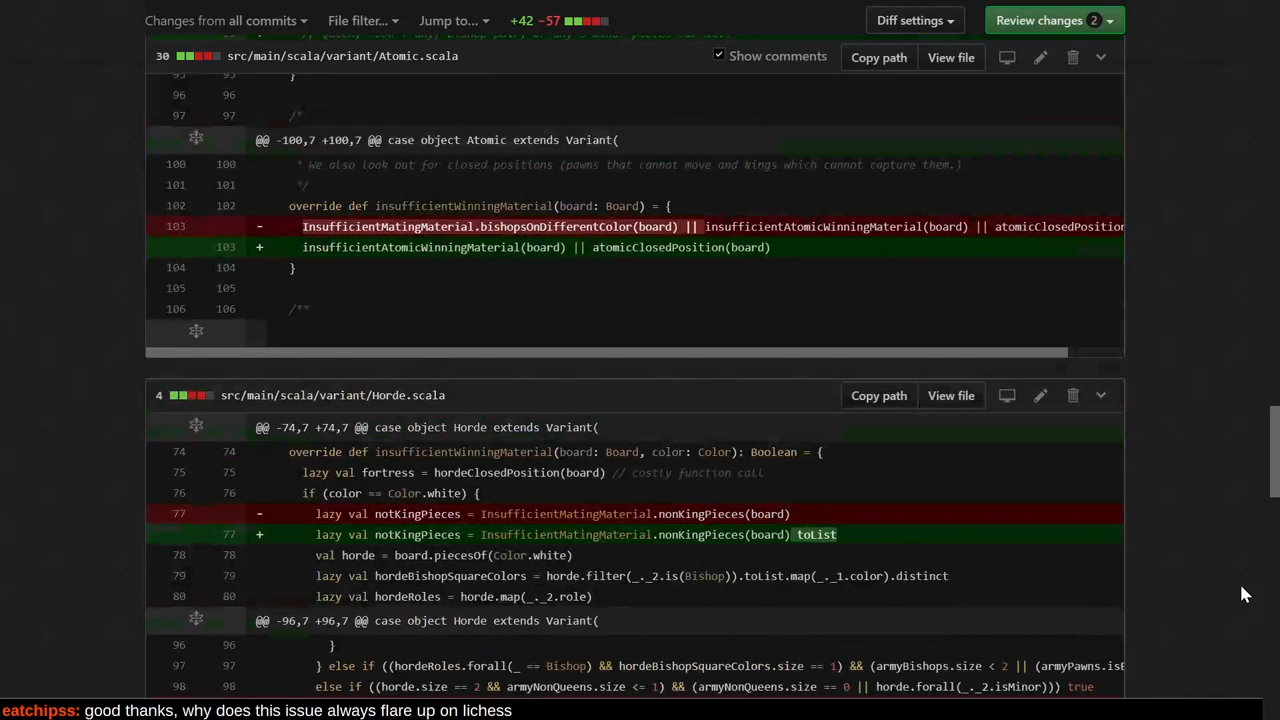 Changes from all commits File filter... Jump to... +42 −57 Diff settings Review changes 2
30 src/main/scala/variant/Atomic.scala Show comments Copy path View file
95 95 }
96 96
97 97 /*
@@ -100,7 +100,7 @@ case object Atomic extends Variant(
100 100 * We also look out for closed positions (pawns that cannot move and kings which cannot capture them.)
101 101 */
102 102 override def insufficientWinningMaterial(board: Board) = {
103 - InsufficientMatingMaterial.bishopsOnDifferentColor(board) || insufficientAtomicWinningMaterial(board) || atomicClosedPosition
103 + insufficientAtomicWinningMaterial(board) || atomicClosedPosition(board)
104 104 }
105 105
106 106 /**
4 src/main/scala/variant/Horde.scala Copy path View file
@@ -74,7 +74,7 @@ case object Horde extends Variant(
74 74 override def insufficientWinningMaterial(board: Board, color: Color): Boolean = {
75 75 lazy val fortress = hordeClosedPosition(board) // costly function call
76 76 if (color == Color.white) {
77 - lazy val notKingPieces = InsufficientMatingMaterial.nonKingPieces(board)
77 + lazy val notKingPieces = InsufficientMatingMaterial.nonKingPieces(board) toList
78 78 val horde = board.piecesOf(Color.white)
79 79 lazy val hordeBishopSquareColors = horde.filter(_._2.is(Bishop)).toList.map(_._1.color).distinct
80 80 lazy val hordeRoles = horde.map(_._2.role)
@@ -96,7 +96,7 @@ case object Horde extends Variant(
96 96 }
97 97 } else if ((hordeRoles.forall(_ == Bishop) && hordeBishopSquareColors.size == 1) && (armyBishops.size < 2 || (armyPawns.isE
98 98 else if ((horde.size == 2 && armyNonQueens.size <= 1) && (armyNonQueens.size == 0 || horde.forall(_._2.isMinor))) true
eatchipss: good thanks, why does this issue always flare up on lichess